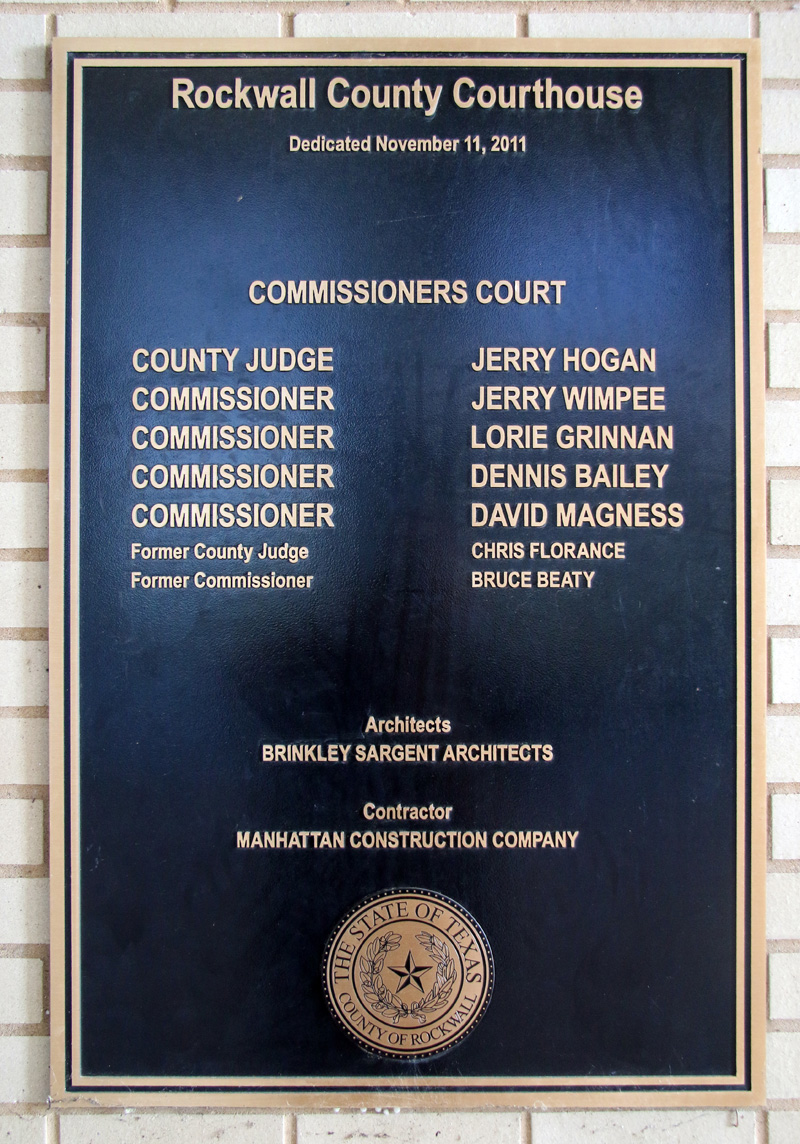 Rockwall County Courthouse
Dedicated November 11, 2011
COMMISSIONERS COURT
COUNTY JUDGE JERRY HOGAN
COMMISSIONER JERRY WIMPEE
COMMISSIONER LORIE GRINNAN
COMMISSIONER DENNIS BAILEY
COMMISSIONER DAVID MAGNESS
Former County Judge CHRIS FLORANCE
Former Commissioner BRUCE BEATY
Architects
BRINKLEY SARGENT ARCHITECTS
Contractor
MANHATTAN CONSTRUCTION COMPANY
THE STATE OF TEXAS
COUNTY OF ROCKWALL